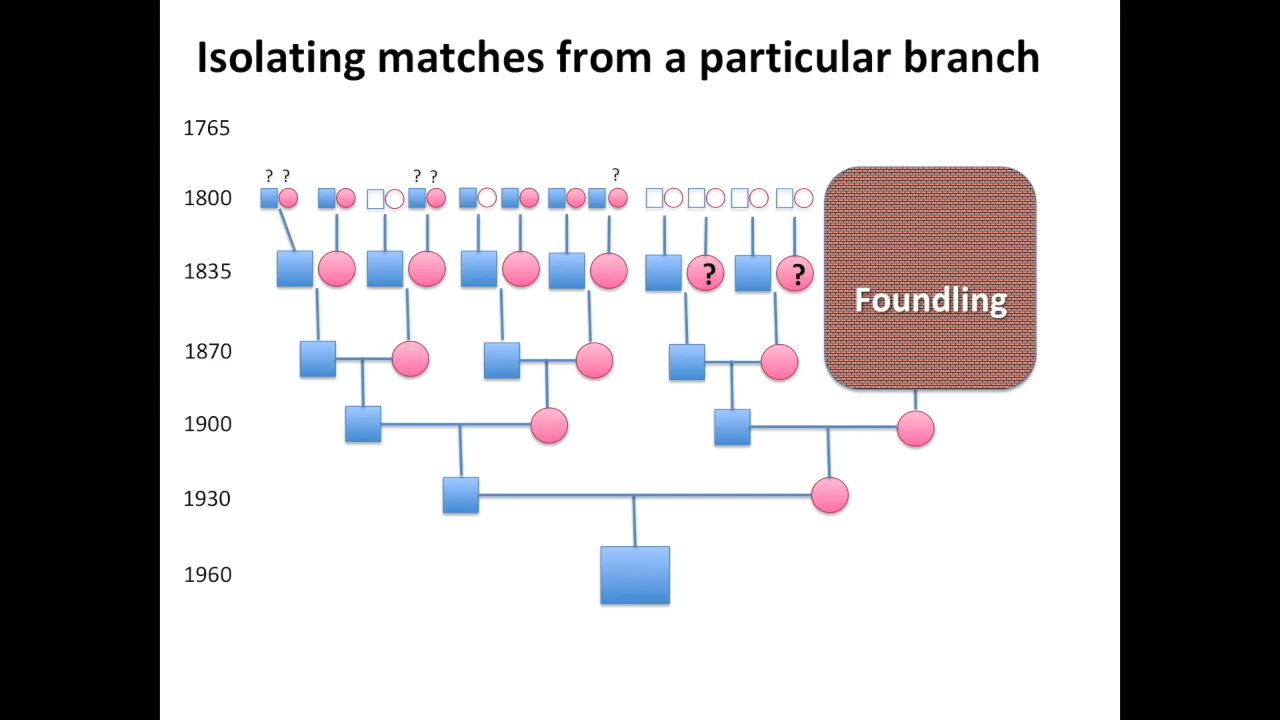 Isolating matches from a particular branch
1765
? ? ? ? ?
1800
1835
? ?
Foundling
1870
1900
1930
1960